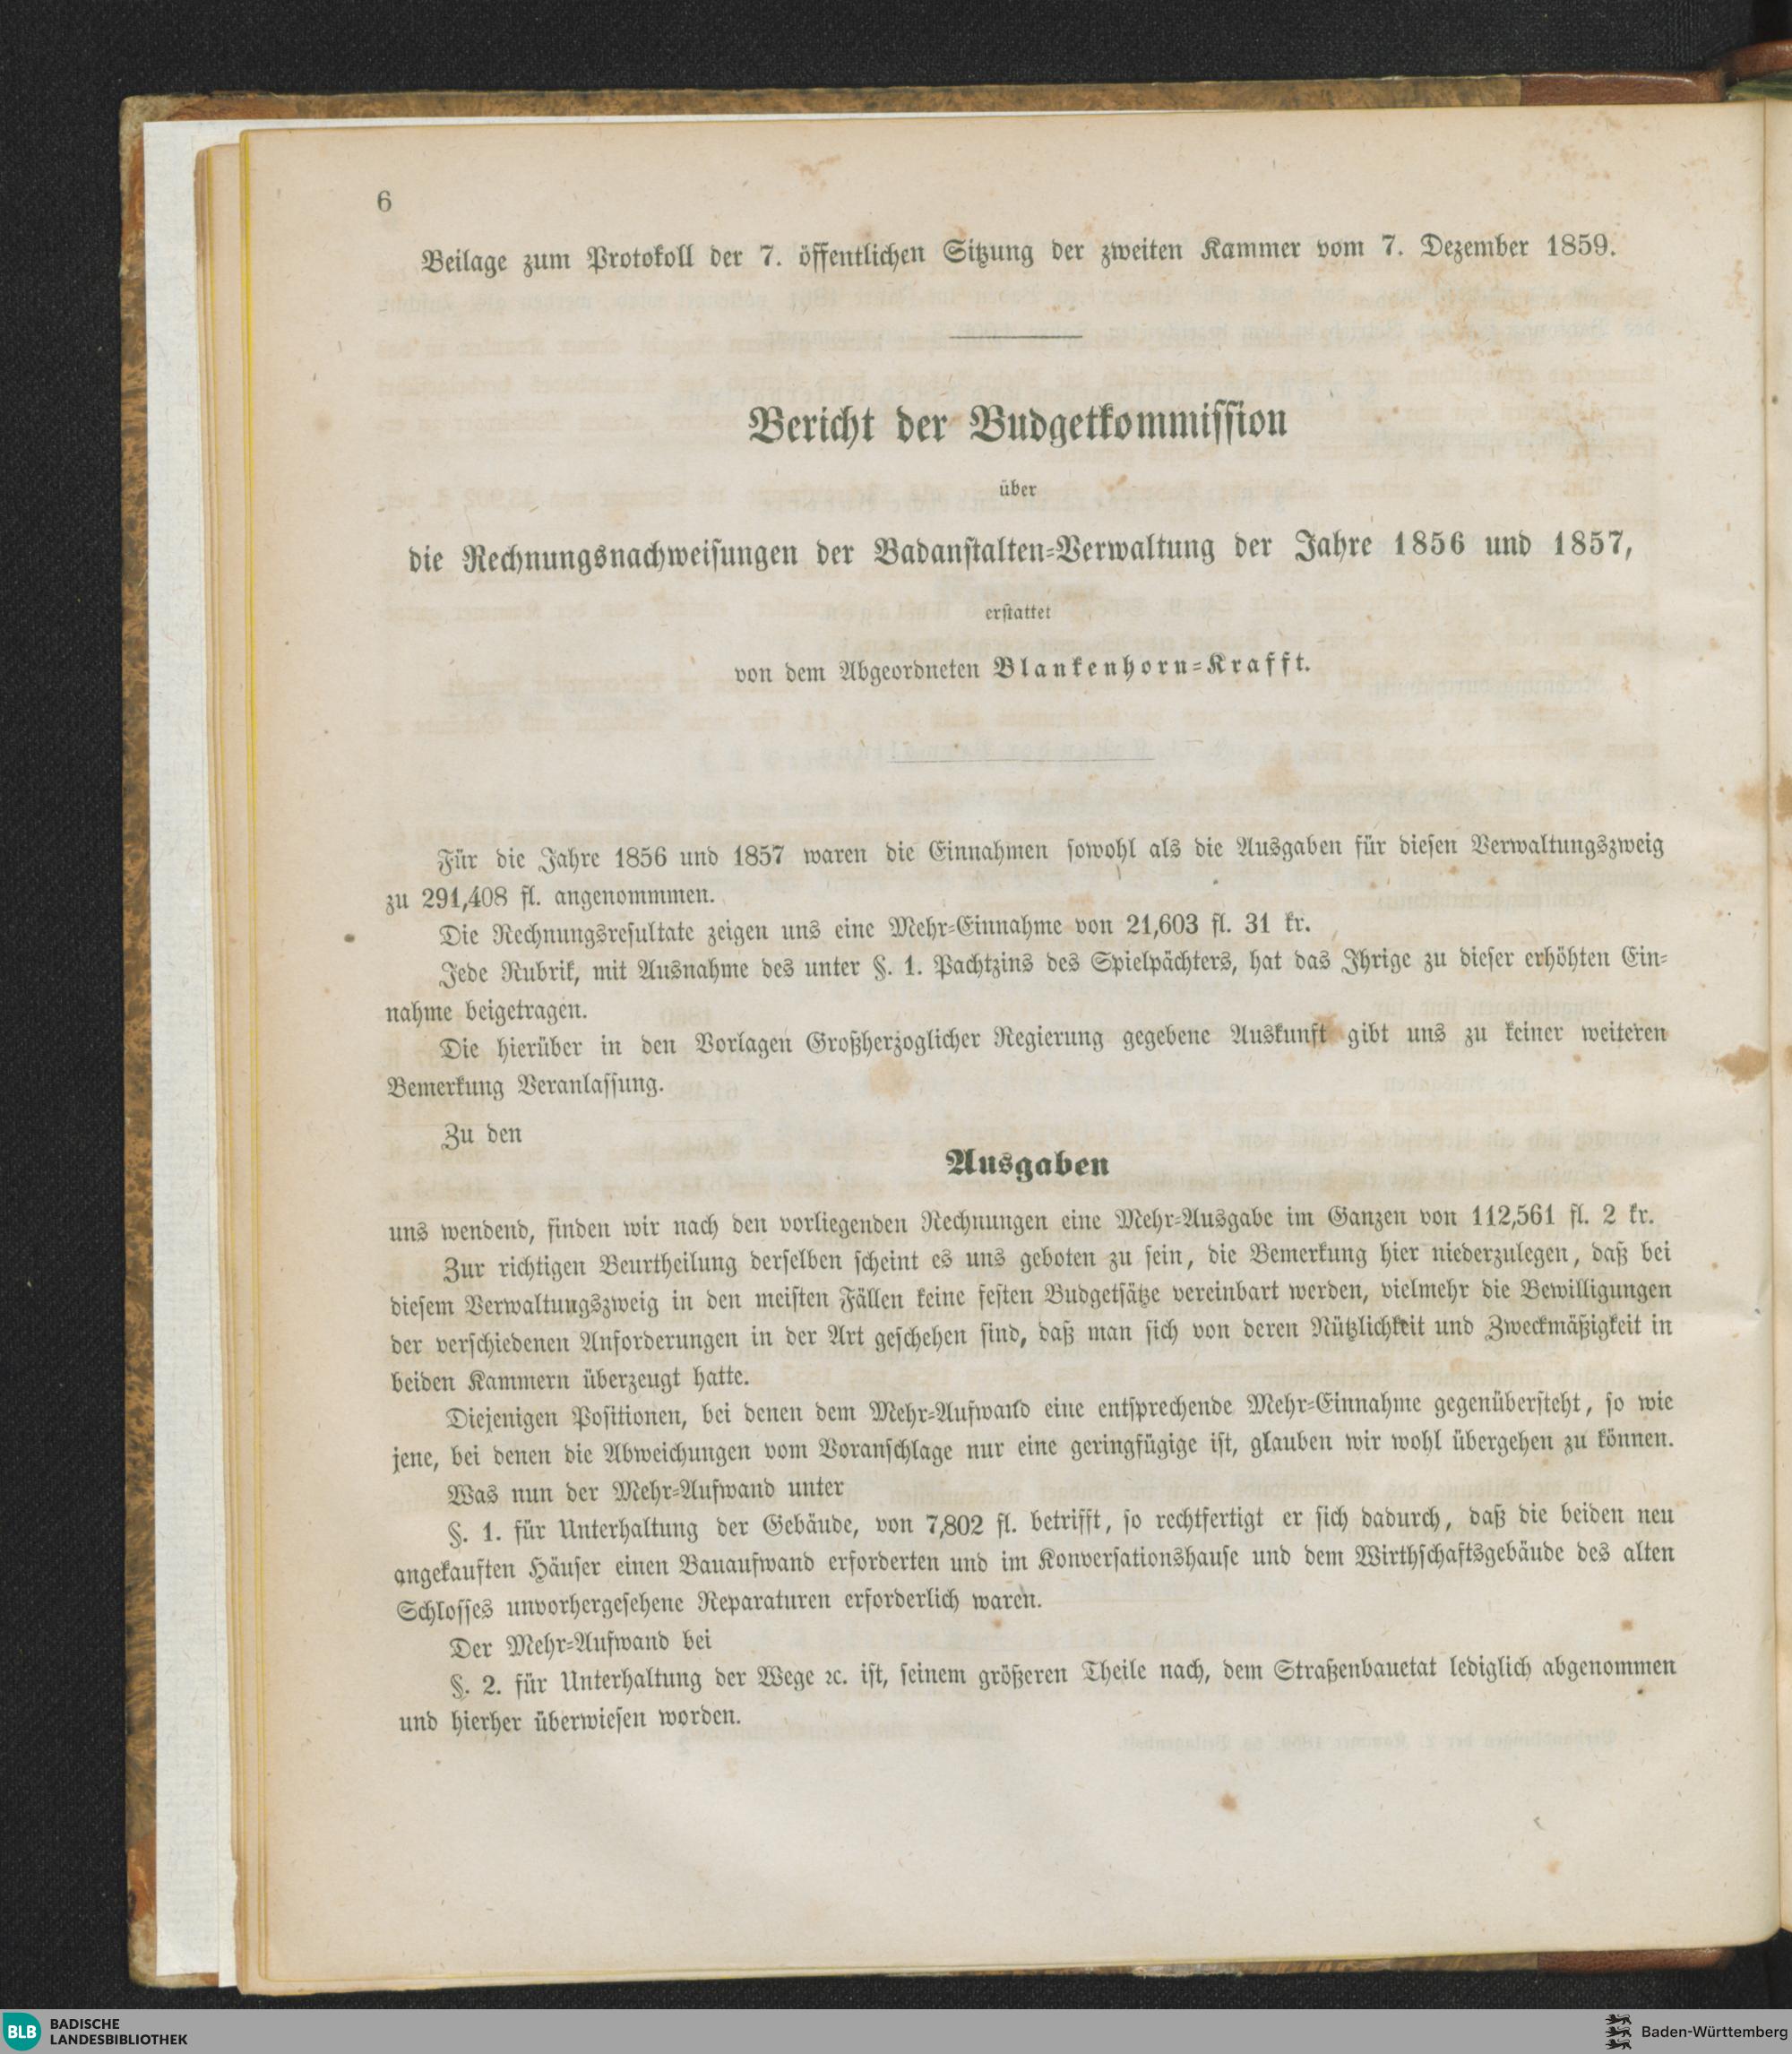 6
Beilage zum Protokoll der 7. öffentlichen Sitzung der zweiten Kammer vom 7. Dezember 1859.
Bericht der Budgetkommission
über
die Rechnungsnachweisungen der Badanstalten-Verwaltung der Jahre 1856 und 1857,
erstattet
von dem Abgeordneten Blankenhorn-Krafft.
Für die Jahre 1856 und 1857 waren die Einnahmen sowohl als die Ausgaben für diesen Verwaltungszweig
zu 291,408 fl. angenommmen.
Die Rechnungsresultate zeigen uns eine Mehr-Einnahme von 21,603 fl. 31 kr.
Jede Rubrik, mit Ausnahme des unter §. 1. Pachtzins des Spielpächters, hat das Ihrige zu dieser erhöhten Ein-
nahme beigetragen.
Die hierüber in den Vorlagen Großherzoglicher Regierung gegebene Auskunft gibt uns zu keiner weiteren
Bemerkung Veranlassung.
Zu den
Ausgaben
uns wendend, finden wir nach den vorliegenden Rechnungen eine Mehr-Ausgabe im Ganzen von 112,561 fl. 2 kr.
Zur richtigen Beurtheilung derselben scheint es uns geboten zu sein, die Bemerkung hier niederzulegen, daß bei
diesem Verwaltungszweig in den meisten Fällen keine festen Budgetsätze vereinbart werden, vielmehr die Bewilligungen
der verschiedenen Anforderungen in der Art geschehen sind, daß man sich von deren Nützlichkeit und Zweckmäßigkeit in
beiden Kammern überzeugt hatte.
Diejenigen Positionen, bei denen dem Mehr-Aufwand eine entsprechende Mehr-Einnahme gegenübersteht, so wie
jene, bei denen die Abweichungen vom Voranschlage nur eine geringfügige ist, glauben wir wohl übergehen zu können.
Was nun der Mehr-Aufwand unter
§. 1. für Unterhaltung der Gebäude, von 7,802 fl. betrifft, so rechtfertigt er sich dadurch, daß die beiden neu
angekauften Häuser einen Bauaufwand erforderten und im Konversationshause und dem Wirthschaftsgebäude des alten
Schlosses unvorhergesehene Reparaturen erforderlich waren.
Der Mehr-Aufwand bei
§. 2. für Unterhaltung der Wege ꝛc. ist, seinem größeren Theile nach, dem Straßenbauetat lediglich abgenommen
und hierher überwiesen worden.
BLB BADISCHE
LANDESBIBLIOTHEK
Baden-Württemberg